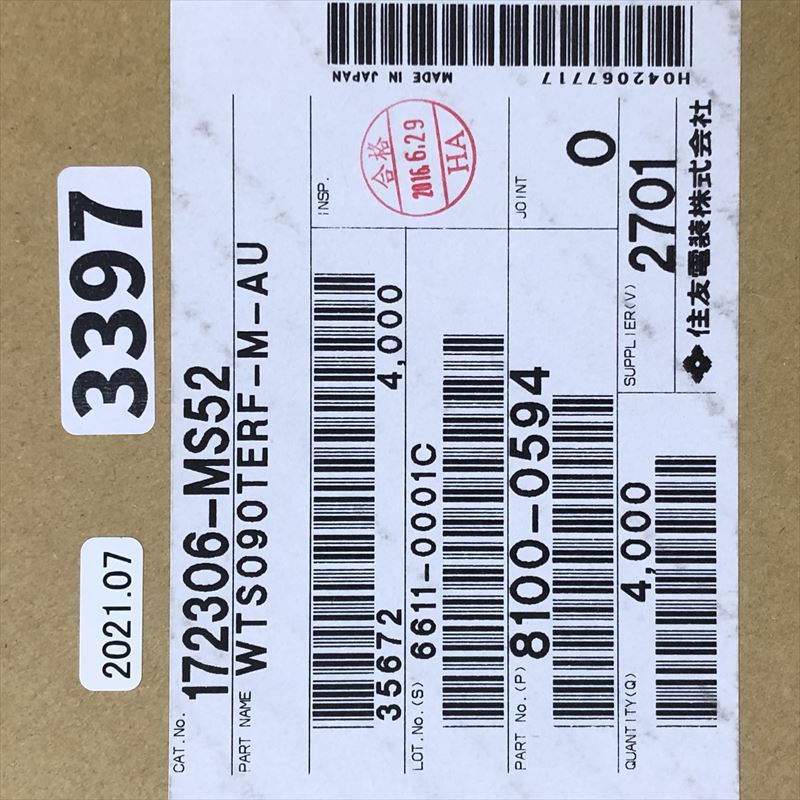 3397
2021.07
CAT.No. 172306-MS52
PART NAME WTS090TERF-M-AU
35672 4,000
INSP.
合格
2016.6.29
HA
LOT.No.(S) 6611-0001C
PART No.(P) 8100-0594
JOINT 0
QUANTITY(Q) 4,000
SUPPLIER(V) 2701
住友電装株式会社
MADE IN JAPAN H042067717